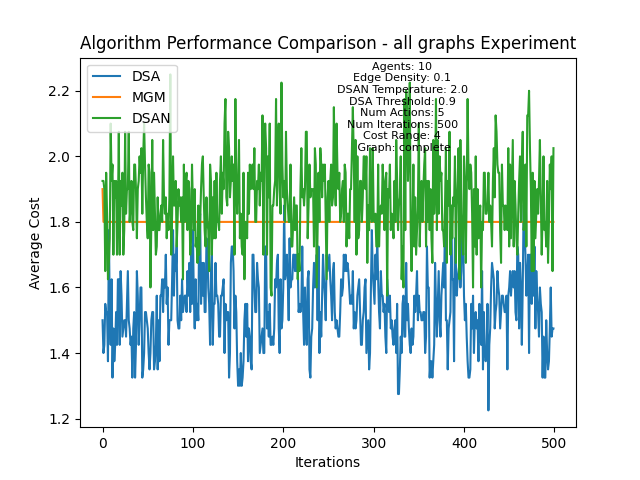 Algorithm Performance Comparison - all graphs Experiment
DSA
MGM
DSAN
Agents: 10
Edge Density: 0.1
DSAN Temperature: 2.0
DSA Threshold: 0.9
Num Actions: 5
Num Iterations: 500
Cost Range: 4
Graph: complete
Average Cost
2.2
2.0
1.8
1.6
1.4
1.2
0
100
200
300
400
500
Iterations